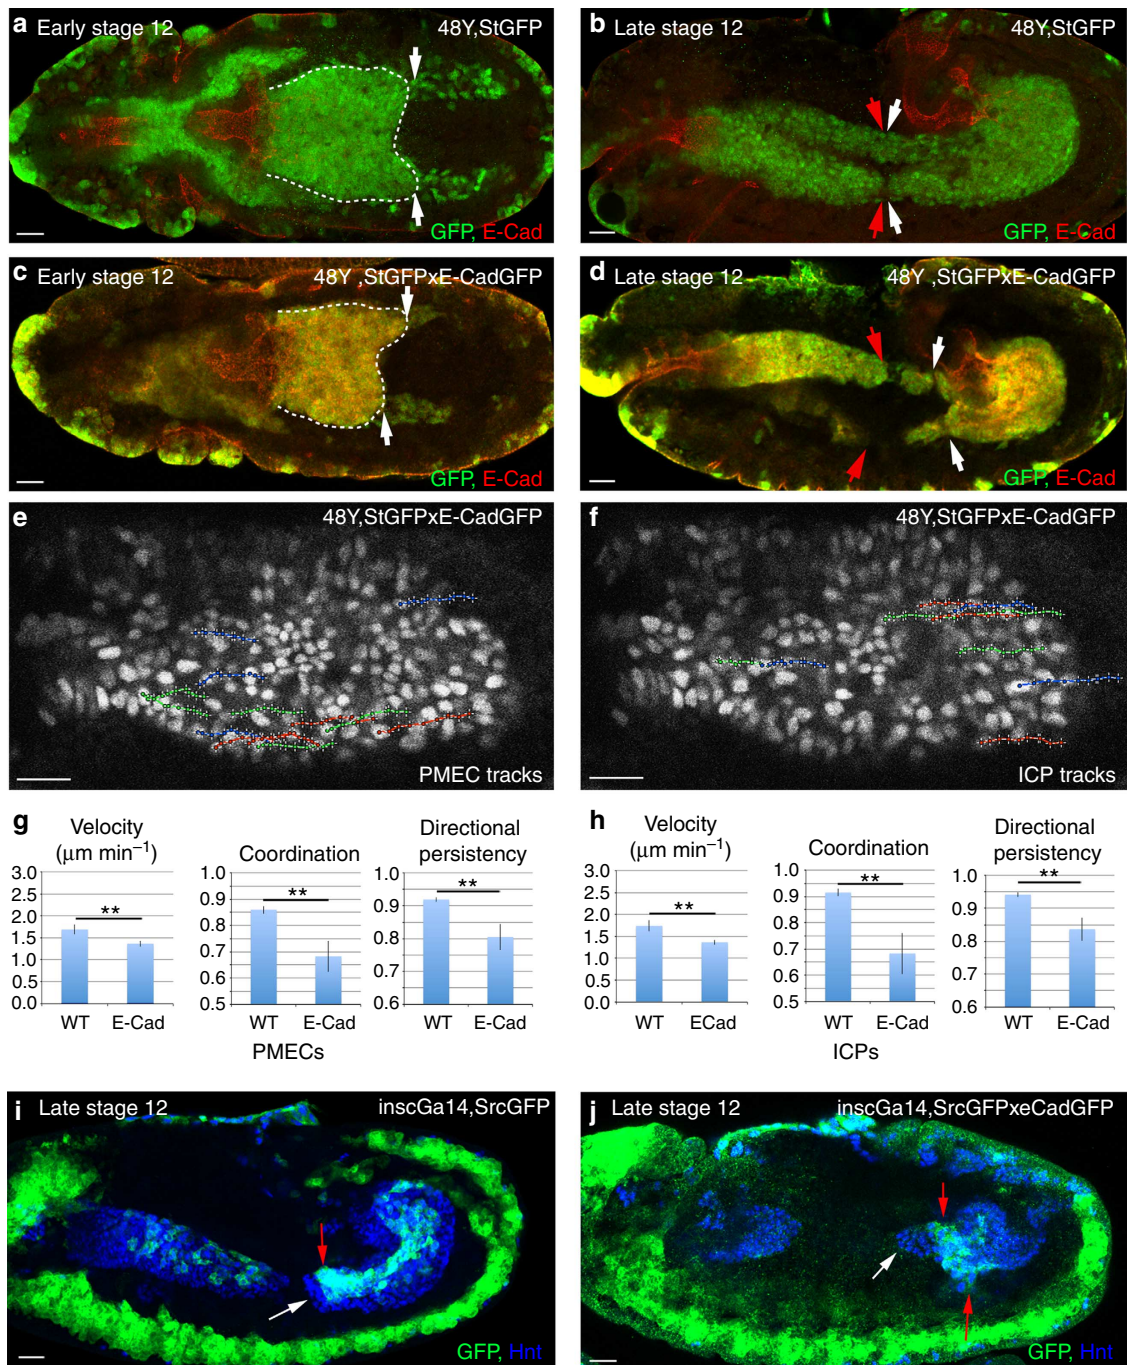 a Early stage 12 48Y,StGFP
GFP, E-Cad
b Late stage 12 48Y,StGFP
GFP, E-Cad
c Early stage 12 48Y ,StGFPxE-CadGFP
GFP, E-Cad
d Late stage 12 48Y ,StGFPxE-CadGFP
GFP, E-Cad
e 48Y,StGFPxE-CadGFP
PMEC tracks
f 48Y,StGFPxE-CadGFP
ICP tracks
g
Velocity
(μm min⁻¹)
3.0
2.5
2.0
1.5
1.0
0.5
0.0
**
WT E-Cad
Coordination
1.0
0.9
0.8
0.7
0.6
0.5
**
WT E-Cad
Directional
persistency
1.0
0.9
0.8
0.7
0.6
**
WT E-Cad
PMECs
h
Velocity
(μm min⁻¹)
3.0
2.5
2.0
1.5
1.0
0.5
0.0
**
WT ECad
Coordination
1.0
0.9
0.8
0.7
0.6
0.5
**
WT E-Cad
Directional
persistency
1.0
0.9
0.8
0.7
0.6
**
WT E-Cad
ICPs
i Late stage 12 inscGa14,SrcGFP
GFP, Hnt
j Late stage 12 inscGa14,SrcGFPxeCadGFP
GFP, Hnt